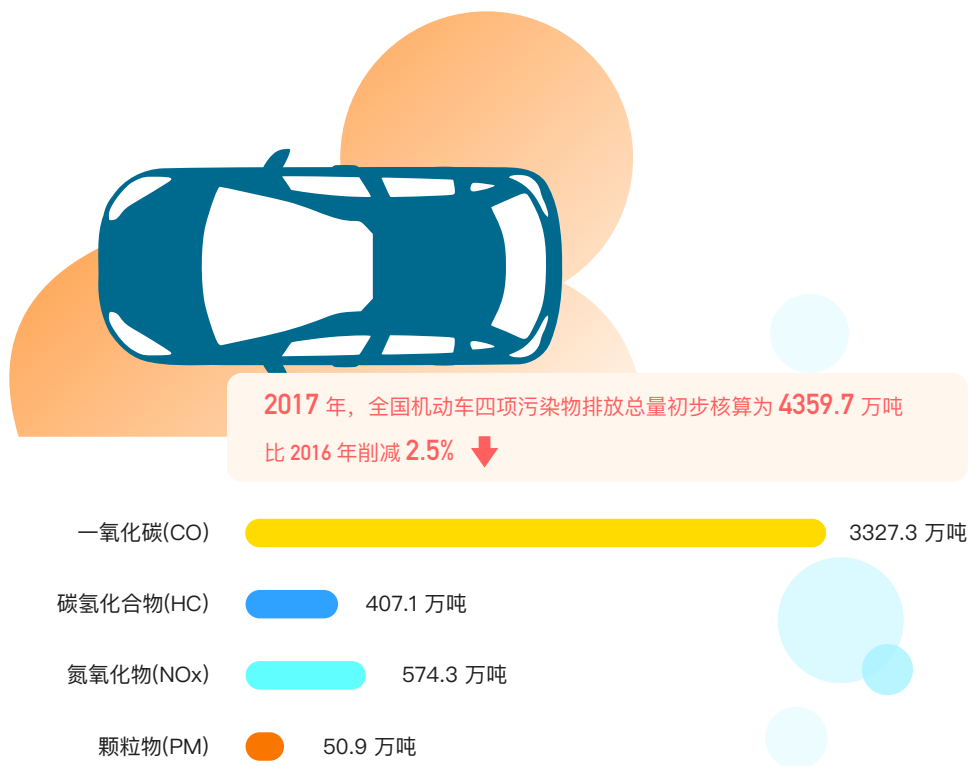 2017 年，全国机动车四项污染物排放总量初步核算为 4359.7 万吨
比 2016 年削减 2.5%
一氧化碳(CO) 3327.3 万吨
碳氢化合物(HC) 407.1 万吨
氮氧化物(NOx) 574.3 万吨
颗粒物(PM) 50.9 万吨